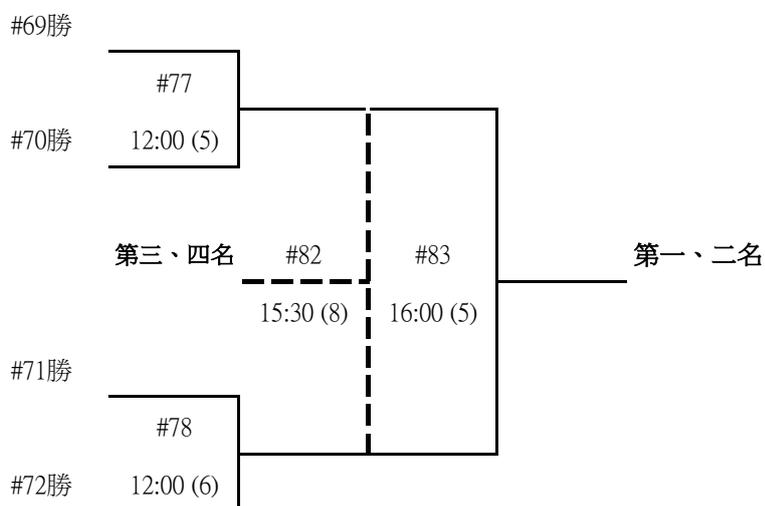 #69勝
#77
#70勝
12:00 (5)
第三、四名
#82
#83
第一、二名
15:30 (8)
16:00 (5)
#71勝
#78
#72勝
12:00 (6)